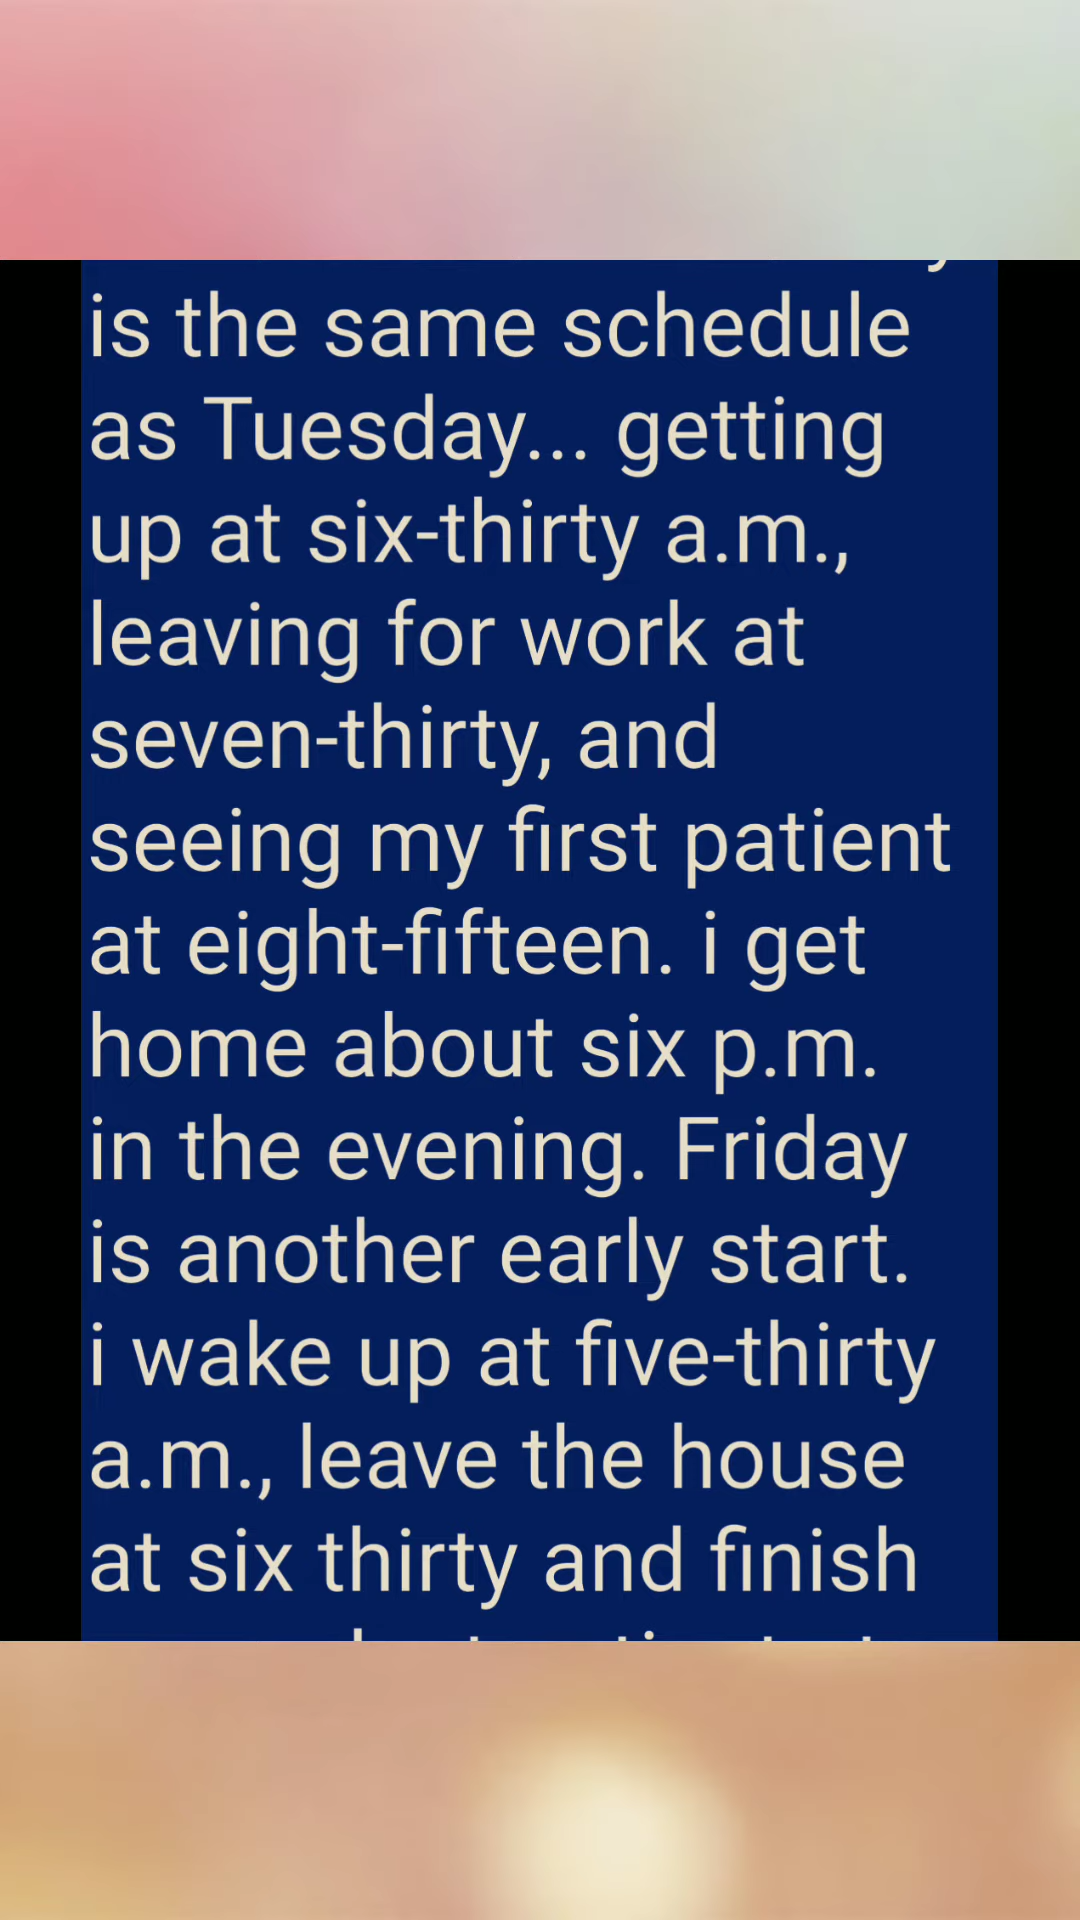 is the same schedule
as Tuesday... getting
up at six-thirty a.m.,
leaving for work at
seven-thirty, and
seeing my first patient
at eight-fifteen. i get
home about six p.m.
in the evening. Friday
is another early start.
i wake up at five-thirty
a.m., leave the house
at six thirty and finish